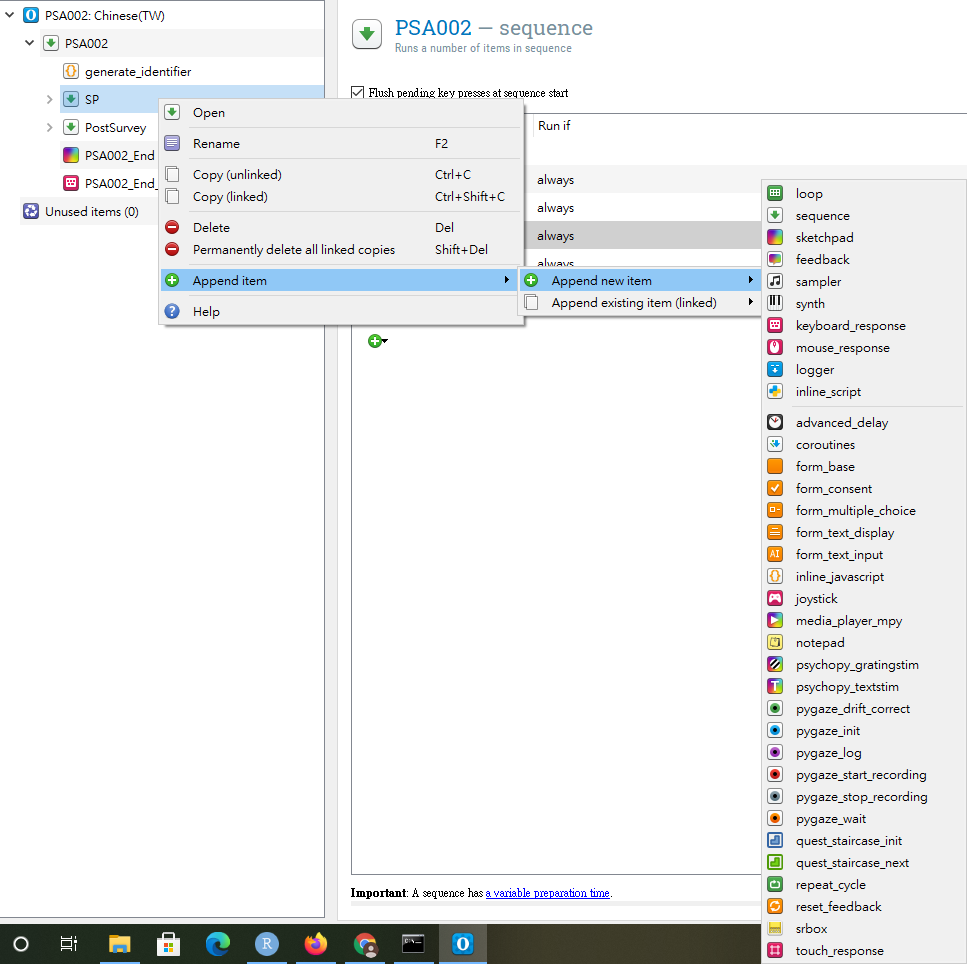 PSA002: Chinese(TW)
PSA002
generate_identifier
SP
PostSurvey
PSA002_End
PSA002_End_
Unused items (0)
PSA002 — sequence
Runs a number of items in sequence
Flush pending key presses at sequence start
Run if
always
always
always
always
Open
Rename F2
Copy (unlinked) Ctrl+C
Copy (linked) Ctrl+Shift+C
Delete Del
Permanently delete all linked copies Shift+Del
Append item
Help
Append new item
Append existing item (linked)
loop
sequence
sketchpad
feedback
sampler
synth
keyboard_response
mouse_response
logger
inline_script
advanced_delay
coroutines
form_base
form_consent
form_multiple_choice
form_text_display
form_text_input
inline_javascript
joystick
media_player_mpy
notepad
psychopy_gratingstim
psychopy_textstim
pygaze_drift_correct
pygaze_init
pygaze_log
pygaze_start_recording
pygaze_stop_recording
pygaze_wait
quest_staircase_init
quest_staircase_next
repeat_cycle
reset_feedback
srbox
touch_response
Important: A sequence has a variable preparation time.